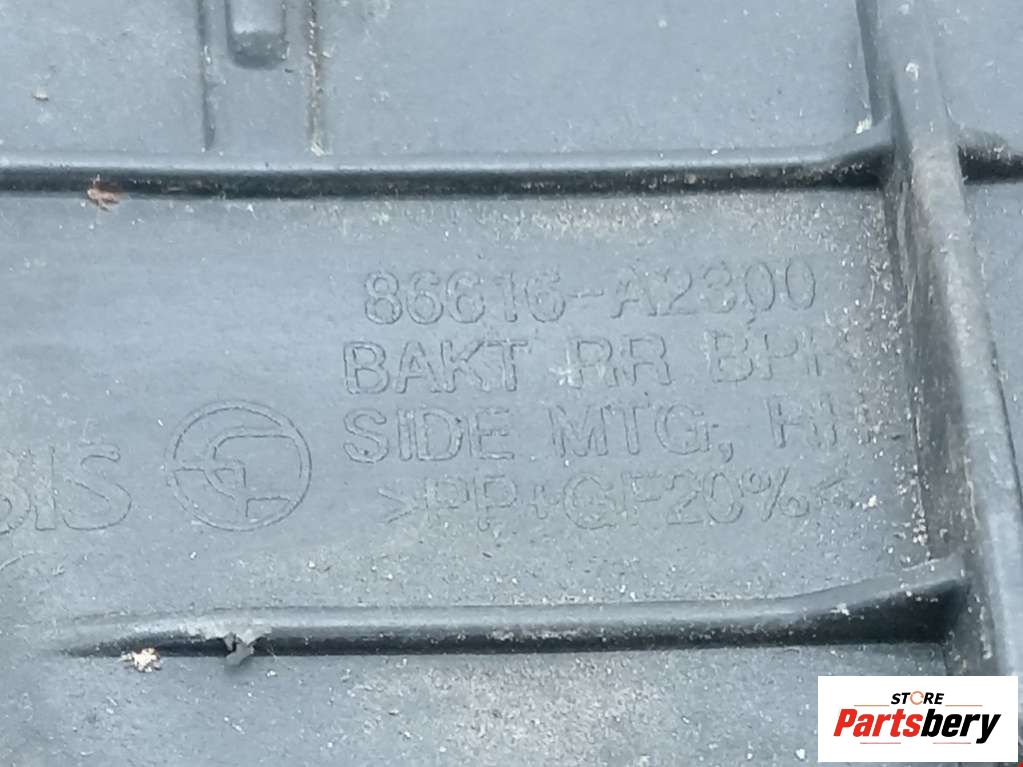 86616-A2300
BAKT RR BPR
SIDE MTG, RH
>PP+GF20%<
STORE
Partsbery